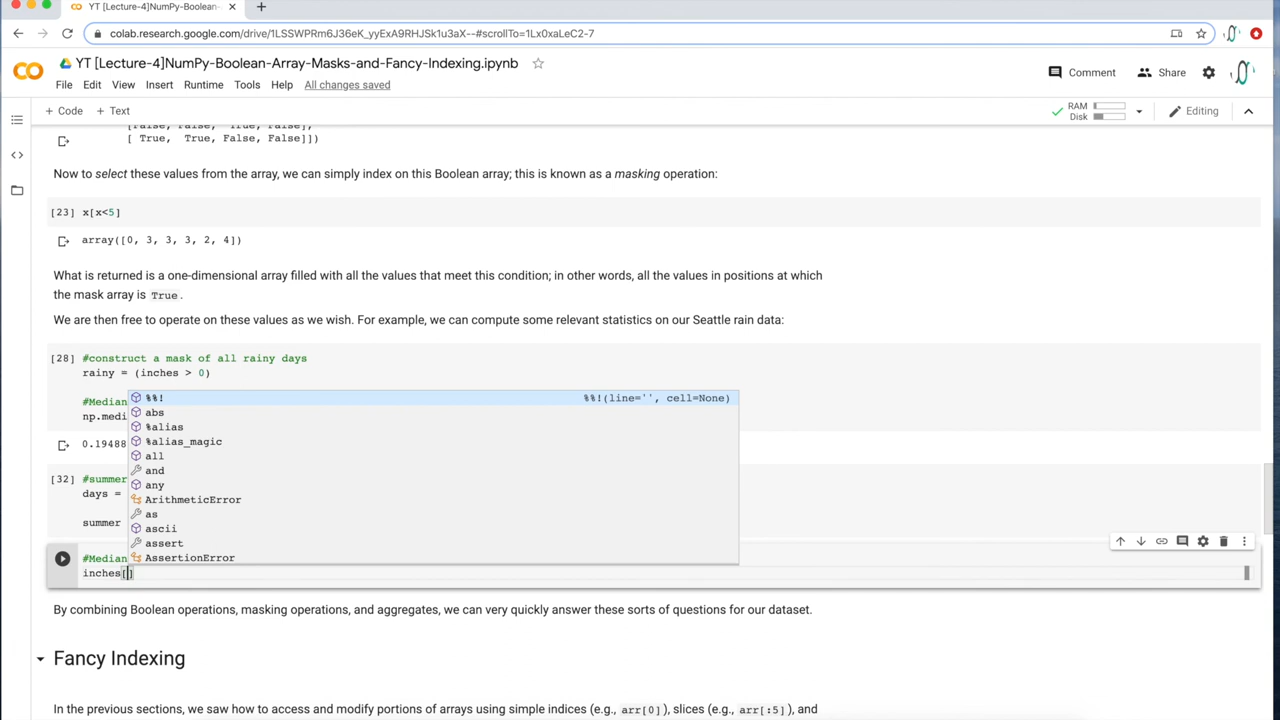 YT [Lecture-4]NumPy-Boolean-
colab.research.google.com/drive/1LSSWPRm6J36eK_yyExA9RHJSk1u3aX--#scrollTo=1Lx0xaLeC2-7
YT [Lecture-4]NumPy-Boolean-Array-Masks-and-Fancy-Indexing.ipynb
Comment
Share
File Edit View Insert Runtime Tools Help All changes saved
+ Code + Text
RAM
Disk
Editing
[False, False, True, False],
[ True, True, False, False]])
Now to select these values from the array, we can simply index on this Boolean array; this is known as a masking operation:
[23] x[x<5]
array([0, 3, 3, 3, 2, 4])
What is returned is a one-dimensional array filled with all the values that meet this condition; in other words, all the values in positions at which
the mask array is True.
We are then free to operate on these values as we wish. For example, we can compute some relevant statistics on our Seattle rain data:
[28] #construct a mask of all rainy days
rainy = (inches > 0)
#Median
np.medi
0.19488
[32] #summer
days =
summer
%%! %%!(line='', cell=None)
abs
%alias
%alias_magic
all
and
any
ArithmeticError
as
ascii
assert
AssertionError
#Median
inches[]
By combining Boolean operations, masking operations, and aggregates, we can very quickly answer these sorts of questions for our dataset.
Fancy Indexing
In the previous sections, we saw how to access and modify portions of arrays using simple indices (e.g., arr[0]), slices (e.g., arr[:5]), and